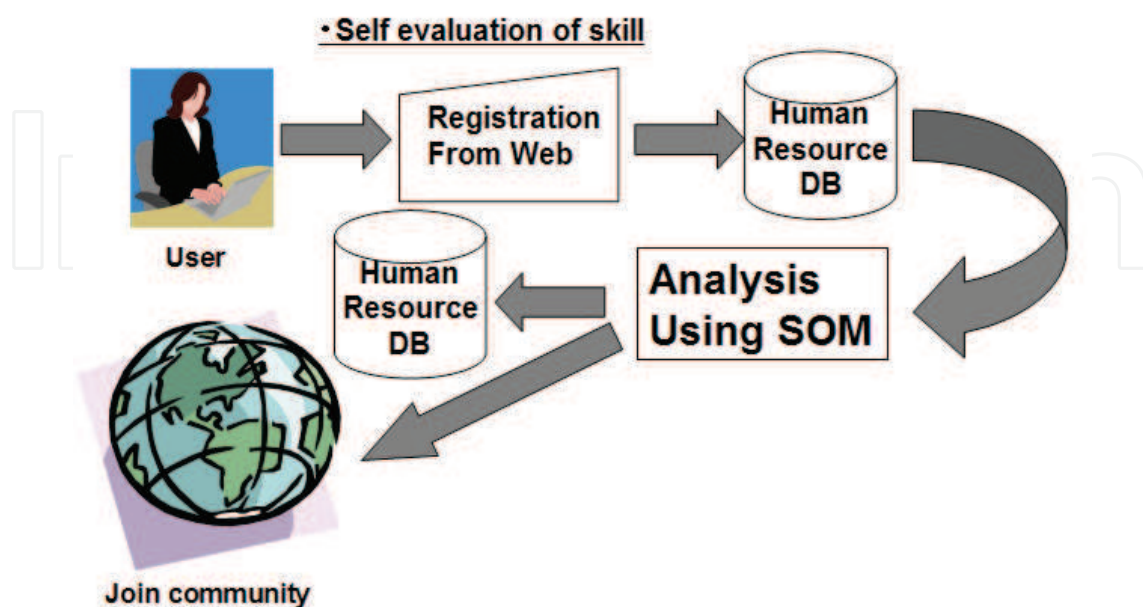 ・Self evaluation of skill
Registration
From Web
Human
Resource
DB
User
Human
Resource
DB
Analysis
Using SOM
Join community